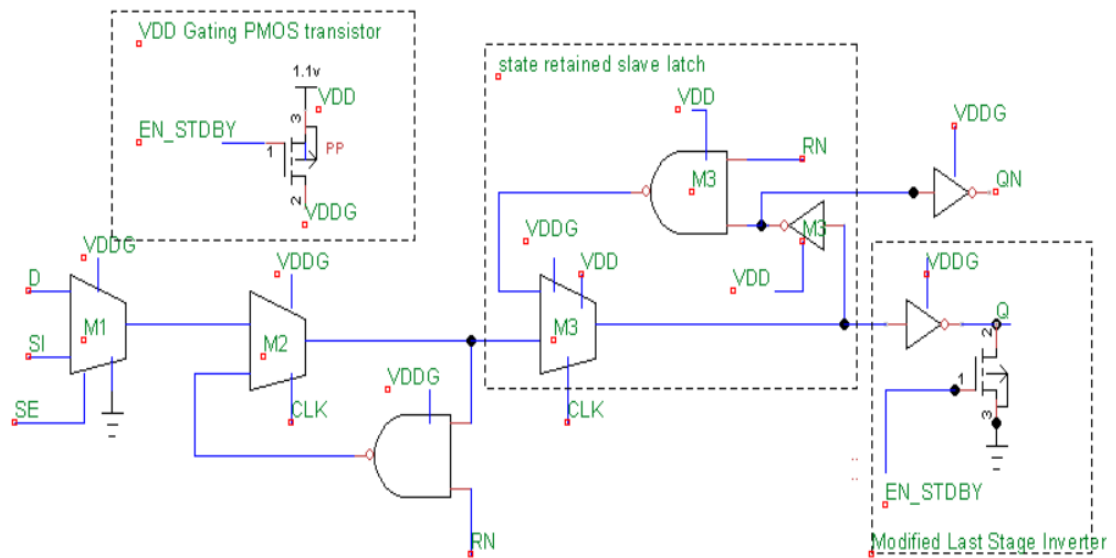 VDD Gating PMOS transistor
1.1v
VDD
3
EN_STDBY
1
PP
2
VDDG
state retained slave latch
VDD
RN
M3
VDDG
QN
M3
VDDG
VDD
VDD
M3
CLK
VDDG
D
M1
SI
SE
VDDG
M2
CLK
VDDG
RN
VDDG
Q
2
1
3
EN_STDBY
Modified Last Stage Inverter